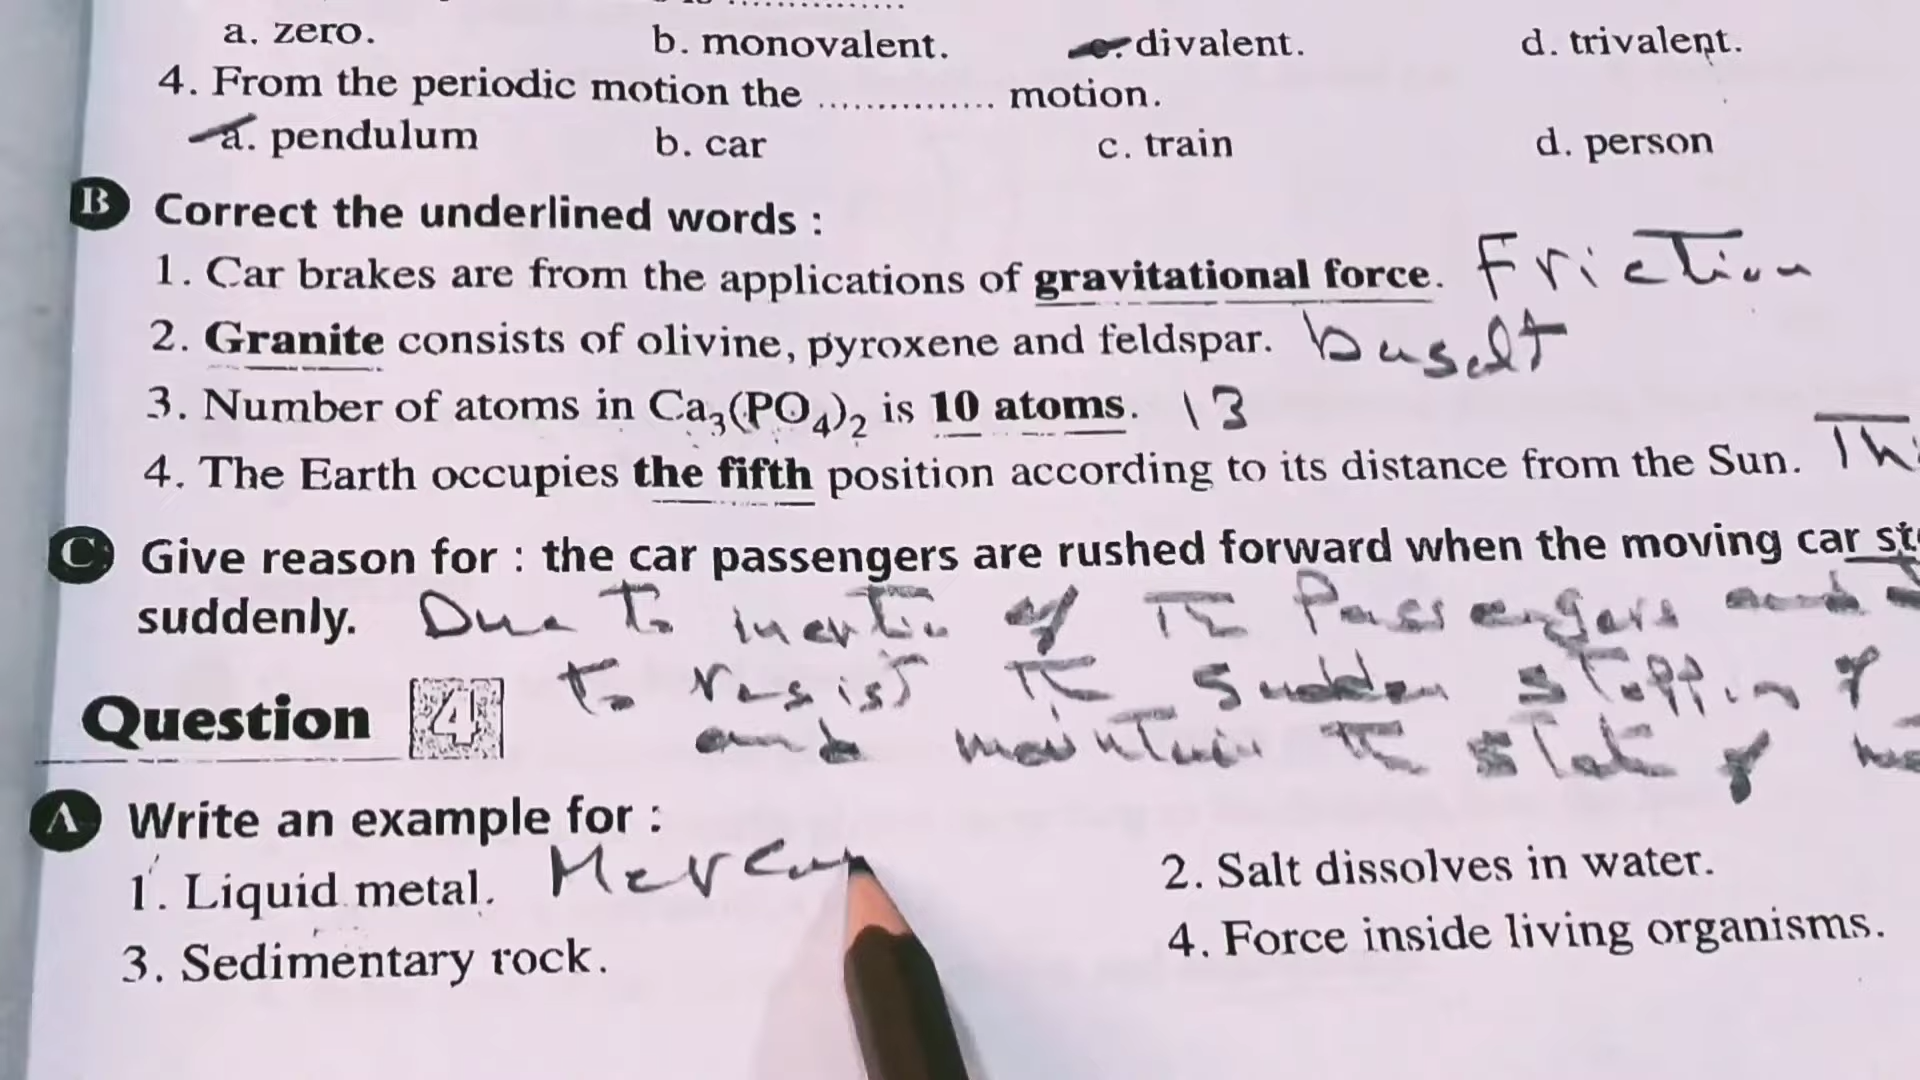 a. zero. b. monovalent. c. divalent. d. trivalent.
4. From the periodic motion the ............... motion.
a. pendulum b. car c. train d. person
B Correct the underlined words :
1. Car brakes are from the applications of gravitational force. Friction
2. Granite consists of olivine, pyroxene and feldspar. basalt
3. Number of atoms in Ca₃(PO₄)₂ is 10 atoms. 13
4. The Earth occupies the fifth position according to its distance from the Sun.
C Give reason for : the car passengers are rushed forward when the moving car
suddenly. Due to inertia of the Passengers and
to resist the sudden stopping of
Question 4 and maintain the state of
A Write an example for :
1. Liquid metal. Mercu 2. Salt dissolves in water.
3. Sedimentary rock. 4. Force inside living organisms.